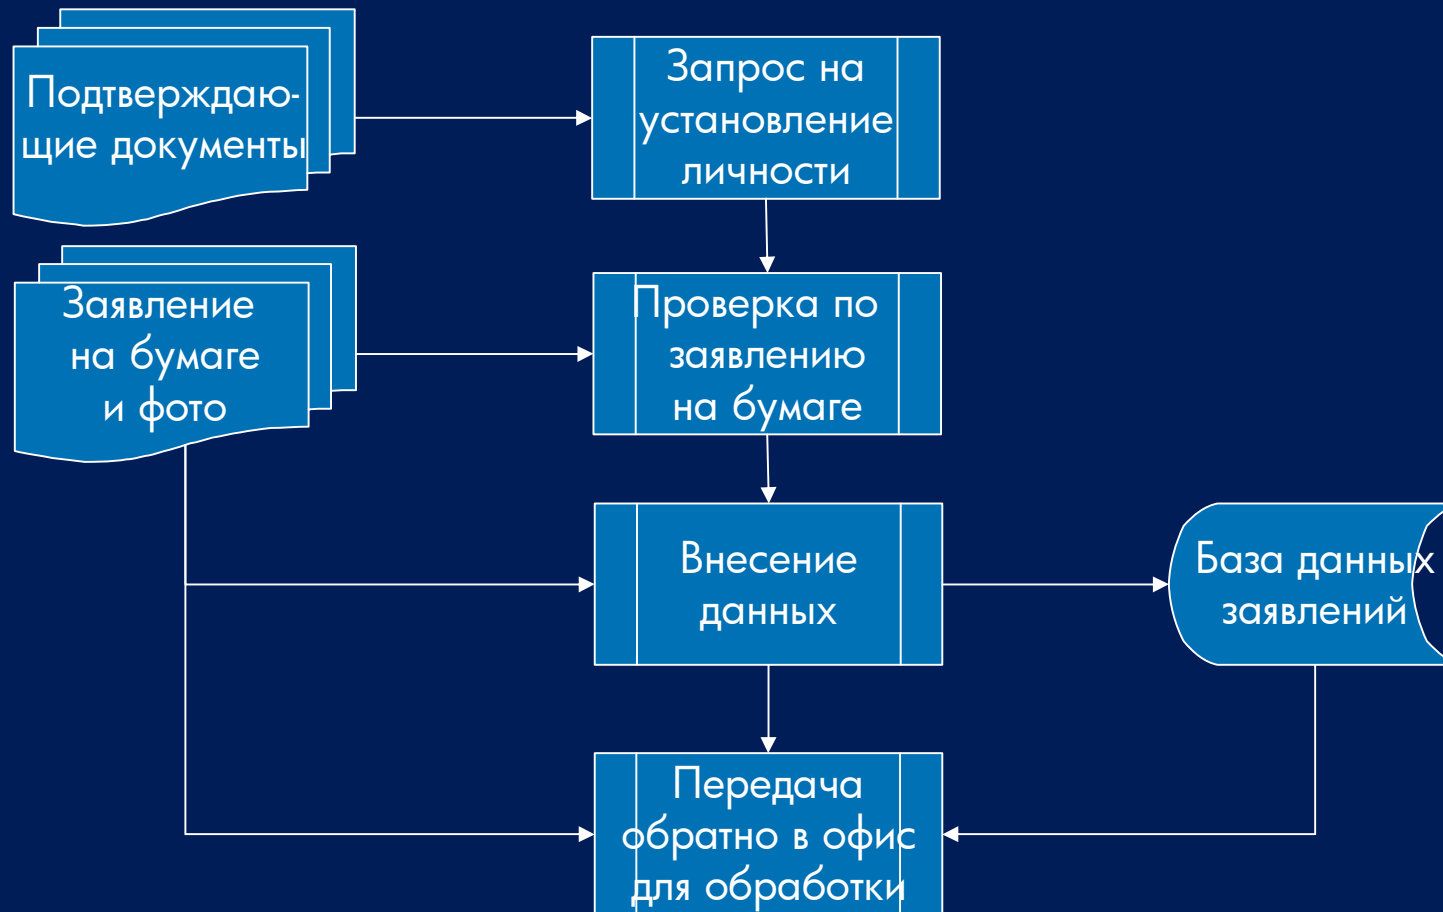 Подтверждаю-
щие документы
Запрос на
установление
личности
Заявление
на бумаге
и фото
Проверка по
заявлению
на бумаге
Внесение
данных
База данных
заявлений
Передача
обратно в офис
для обработки